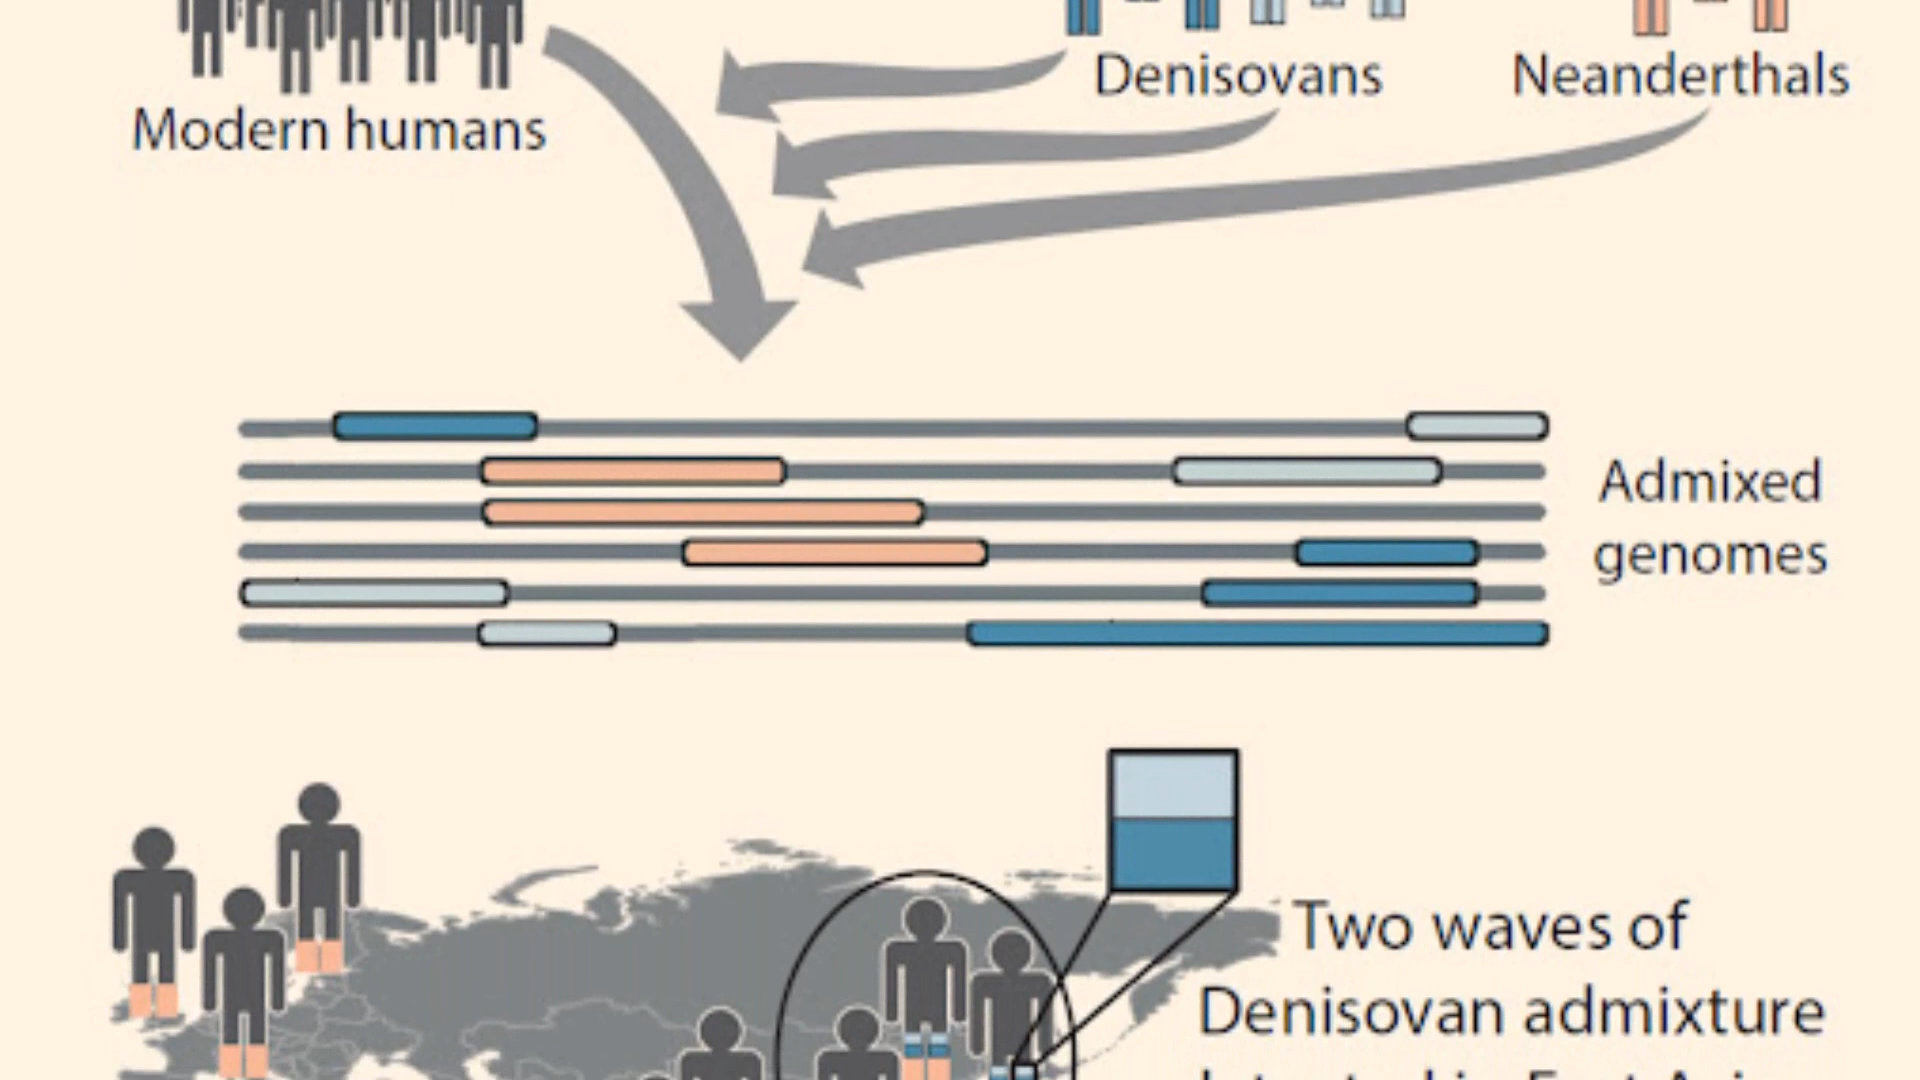 Denisovans
Neanderthals
Modern humans
Admixed
genomes
Two waves of
Denisovan admixture